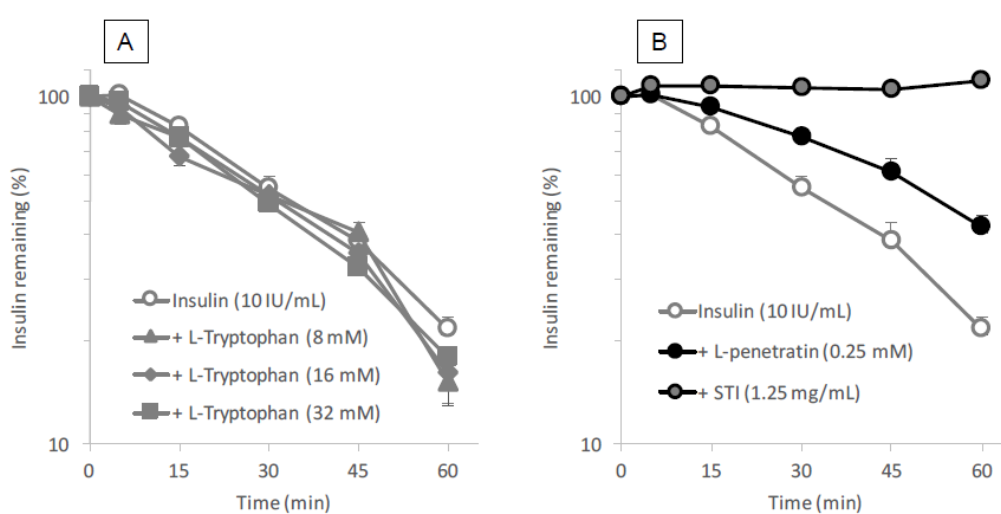 A
100
10
Insulin remaining (%)
Insulin (10 IU/mL)
+ L-Tryptophan (8 mM)
+ L-Tryptophan (16 mM)
+ L-Tryptophan (32 mM)
0 15 30 45 60
Time (min)
B
100
10
Insulin remaining (%)
Insulin (10 IU/mL)
+ L-penetratin (0.25 mM)
+ STI (1.25 mg/mL)
0 15 30 45 60
Time (min)